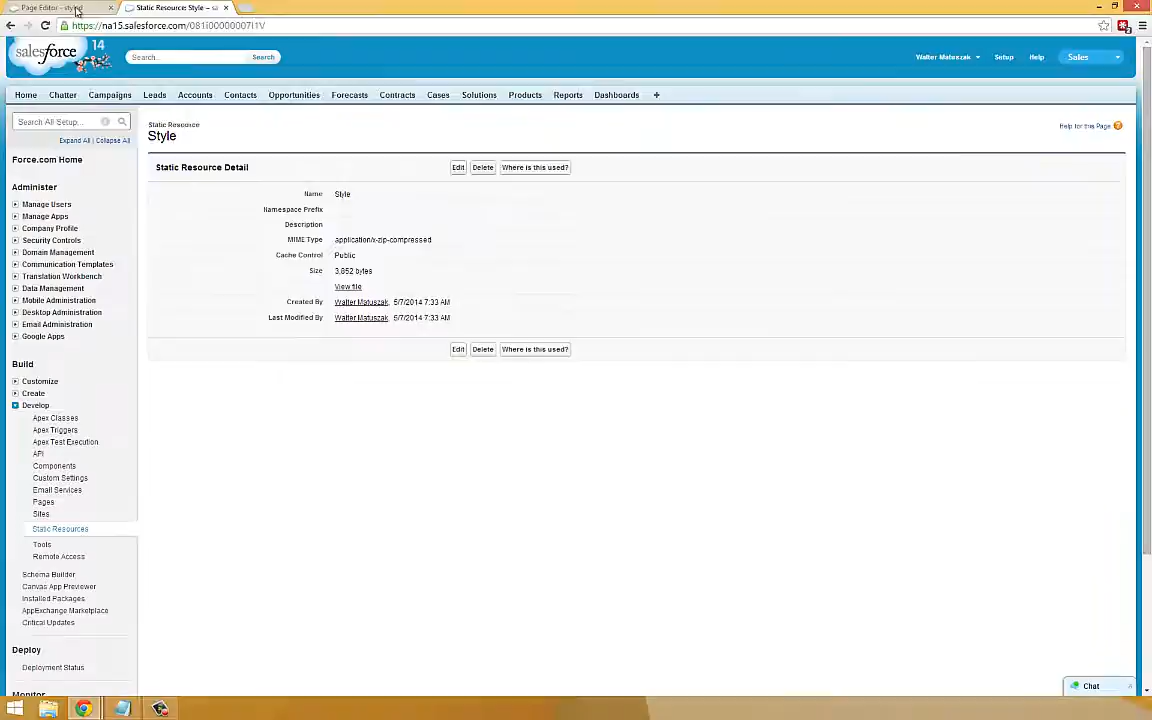 Page Editor - styled
Static Resource: Style ~ sa
https://na15.salesforce.com/081i0000007I1V
salesforce
14
Search...
Search
Walter Matuszak
Setup
Help
Sales
Home
Chatter
Campaigns
Leads
Accounts
Contacts
Opportunities
Forecasts
Contracts
Cases
Solutions
Products
Reports
Dashboards
+
Search All Setup...
Expand All | Collapse All
Force.com Home
Administer
Manage Users
Manage Apps
Company Profile
Security Controls
Domain Management
Communication Templates
Translation Workbench
Data Management
Mobile Administration
Desktop Administration
Email Administration
Google Apps
Build
Customize
Create
Develop
Apex Classes
Apex Triggers
Apex Test Execution
API
Components
Custom Settings
Email Services
Pages
Sites
Static Resources
Tools
Remote Access
Schema Builder
Canvas App Previewer
Installed Packages
AppExchange Marketplace
Critical Updates
Deploy
Deployment Status
Monitor
Static Resource
Style
Help for this Page
Static Resource Detail
Edit
Delete
Where is this used?
Name Style
Namespace Prefix
Description
MIME Type application/x-zip-compressed
Cache Control Public
Size 3,852 bytes
View file
Created By Walter Matuszak, 5/7/2014 7:33 AM
Last Modified By Walter Matuszak, 5/7/2014 7:33 AM
Edit
Delete
Where is this used?
Chat